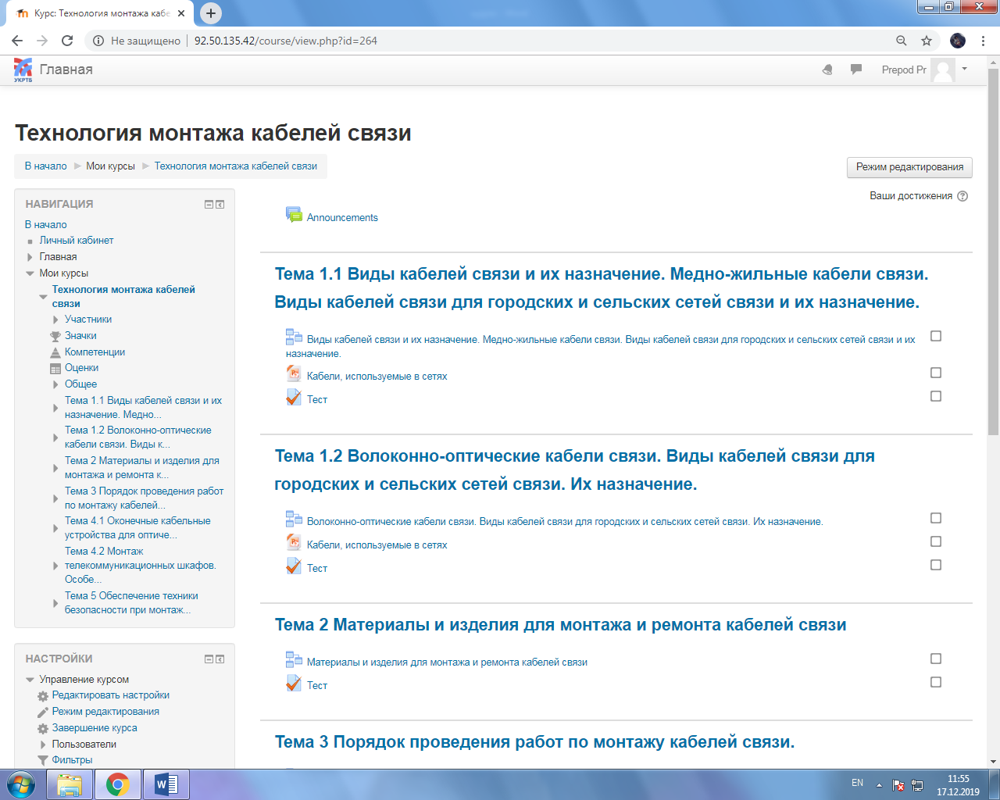 Курс: Технология монтажа кабе
Не защищено
92.50.135.42/course/view.php?id=264
УКРТБ
Главная
Prepod Pr
Технология монтажа кабелей связи
В начало Мои курсы Технология монтажа кабелей связи
Режим редактирования
НАВИГАЦИЯ
В начало
Личный кабинет
Главная
Мои курсы
Технология монтажа кабелей
связи
Участники
Значки
Компетенции
Оценки
Общее
Тема 1.1 Виды кабелей связи и их
назначение. Медно...
Тема 1.2 Волоконно-оптические
кабели связи. Виды к...
Тема 2 Материалы и изделия для
монтажа и ремонта к...
Тема 3 Порядок проведения работ
по монтажу кабелей...
Тема 4.1 Оконечные кабельные
устройства для оптиче...
Тема 4.2 Монтаж
телекоммуникационных шкафов.
Особе...
Тема 5 Обеспечение техники
безопасности при монтаж...
НАСТРОЙКИ
Управление курсом
Редактировать настройки
Режим редактирования
Завершение курса
Пользователи
Фильтры
Ваши достижения
Announcements
Тема 1.1 Виды кабелей связи и их назначение. Медно-жильные кабели связи.
Виды кабелей связи для городских и сельских сетей связи и их назначение.
Виды кабелей связи и их назначение. Медно-жильные кабели связи. Виды кабелей связи для городских и сельских сетей связи и их
назначение.
Кабели, используемые в сетях
Тест
Тема 1.2 Волоконно-оптические кабели связи. Виды кабелей связи для
городских и сельских сетей связи. Их назначение.
Волоконно-оптические кабели связи. Виды кабелей связи для городских и сельских сетей связи. Их назначение.
Кабели, используемые в сетях
Тест
Тема 2 Материалы и изделия для монтажа и ремонта кабелей связи
Материалы и изделия для монтажа и ремонта кабелей связи
Тест
Тема 3 Порядок проведения работ по монтажу кабелей связи.
EN
11:55
17.12.2019